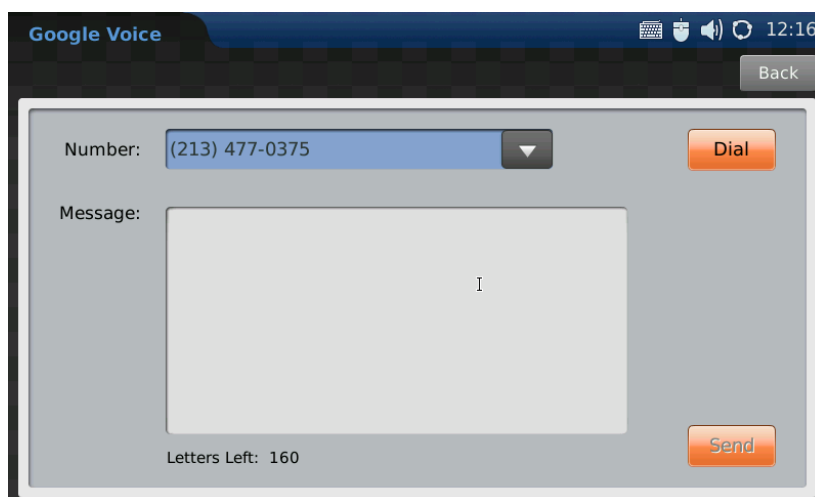 Google Voice
12:16
Back
Number:
(213) 477-0375
Dial
Message:
Send
Letters Left: 160